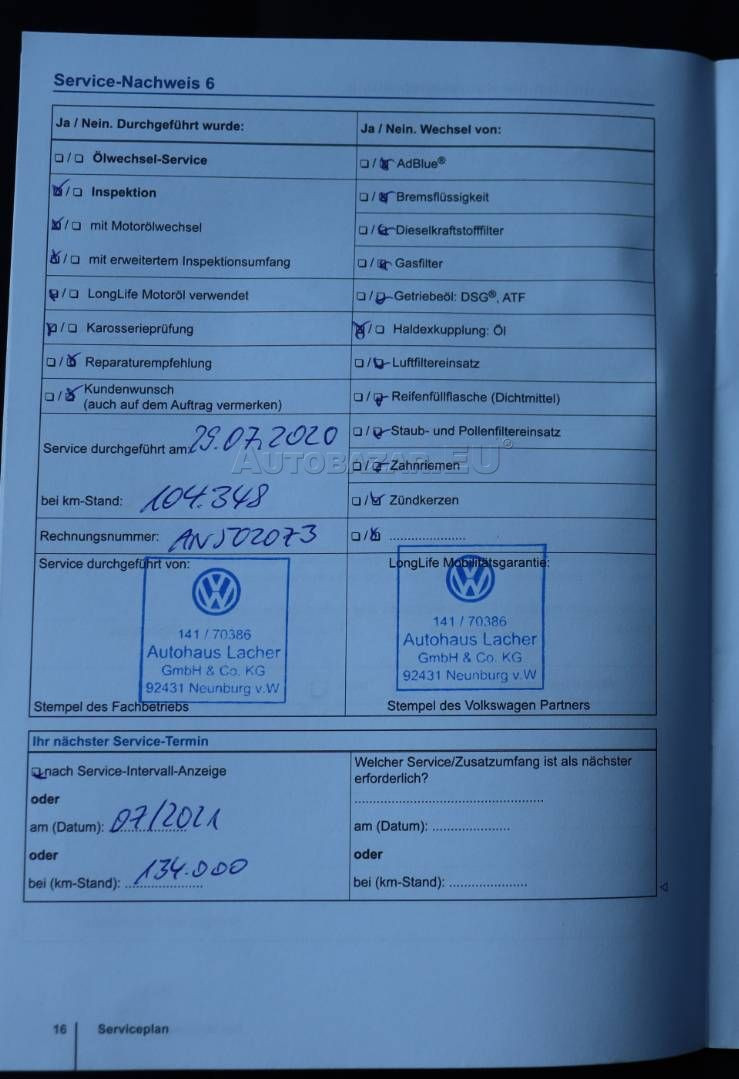 Service-Nachweis 6
Ja / Nein. Durchgeführt wurde:
❏ / ❏ Ölwechsel-Service
❏ / ❏ Inspektion
❏ / ❏ mit Motorölwechsel
❏ / ❏ mit erweitertem Inspektionsumfang
❏ / ❏ LongLife Motoröl verwendet
❏ / ❏ Karosserieprüfung
❏ / ❏ Reparaturempfehlung
❏ / ❏ Kundenwunsch
(auch auf dem Auftrag vermerken)
Service durchgeführt am: 29.07.2020
bei km-Stand: 104.348
Rechnungsnummer: AN502073
Ja / Nein. Wechsel von:
❏ / ❏ AdBlue®
❏ / ❏ Bremsflüssigkeit
❏ / ❏ Dieselkraftstofffilter
❏ / ❏ Gasfilter
❏ / ❏ Getriebeöl: DSG®, ATF
❏ / ❏ Haldexkupplung: Öl
❏ / ❏ Luftfiltereinsatz
❏ / ❏ Reifenfüllflasche (Dichtmittel)
❏ / ❏ Staub- und Pollenfiltereinsatz
❏ / ❏ Zahnriemen
❏ / ❏ Zündkerzen
❏ / ❏ ......................
AUTOBAZAR.EU®
Service durchgeführt von:
VW
141 / 70386
Autohaus Lacher
GmbH & Co. KG
92431 Neunburg v.W
Stempel des Fachbetriebs
LongLife Mobilitätsgarantie:
VW
141 / 70386
Autohaus Lacher
GmbH & Co. KG
92431 Neunburg v.W
Stempel des Volkswagen Partners
Ihr nächster Service-Termin
❏ nach Service-Intervall-Anzeige
oder
am (Datum): 07/2021
oder
bei (km-Stand): 134.000
Welcher Service/Zusatzumfang ist als nächster
erforderlich?
......................................................
am (Datum): ......................
oder
bei (km-Stand): ......................
16 Serviceplan